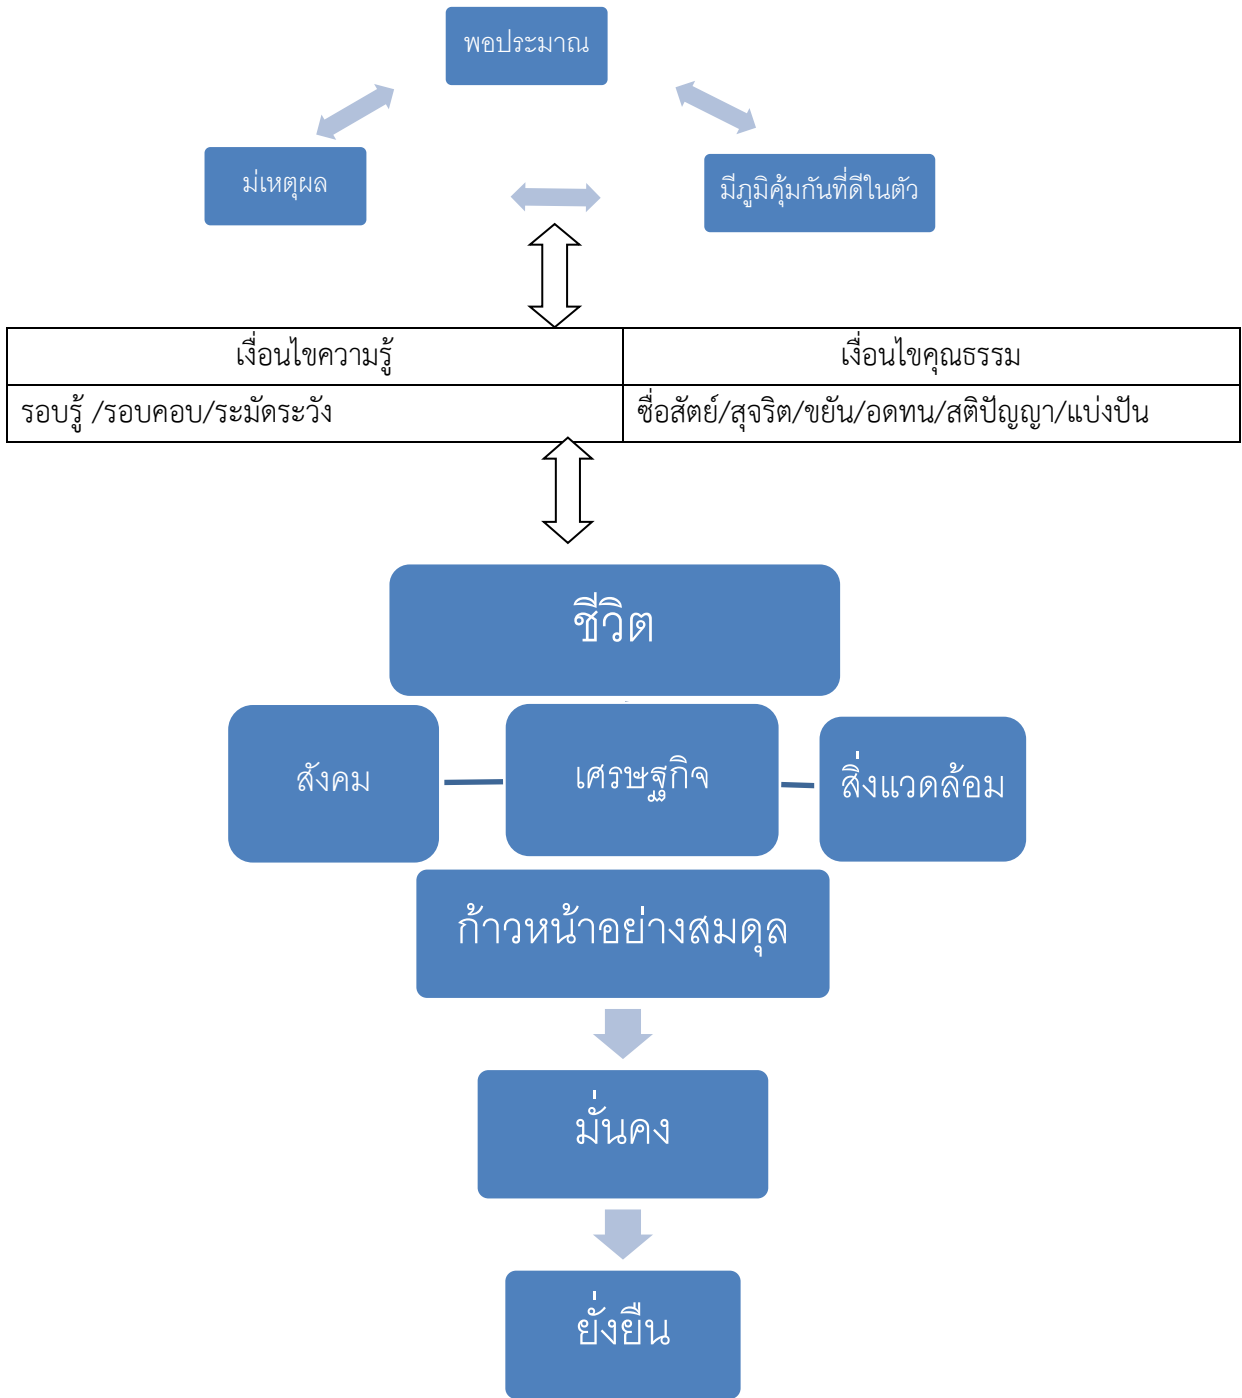 พอประมาณ
ม่เหตุผล
มีภูมิคุ้มกันที่ดีในตัว
เงื่อนไขความรู้
เงื่อนไขคุณธรรม
รอบรู้ /รอบคอบ/ระมัดระวัง
ซื่อสัตย์/สุจริต/ขยัน/อดทน/สติปัญญา/แบ่งปัน
ชีวิต
สังคม
เศรษฐกิจ
สิ่งแวดล้อม
ก้าวหน้าอย่างสมดุล
มั่นคง
ยั่งยืน